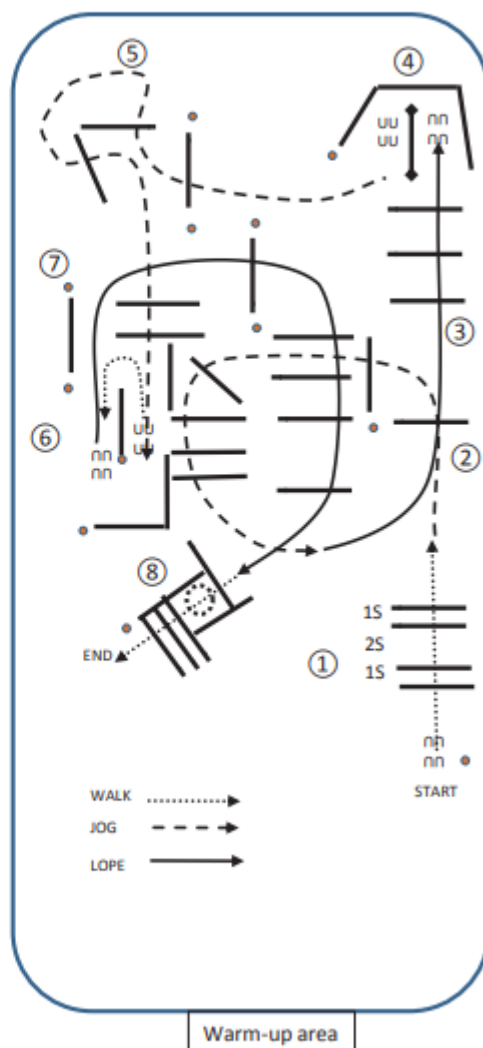 ⑤
④
⑦
③
⑥
②
⑧
1S
2S
①
1S
END
START
WALK
JOG
LOPE
Warm-up area